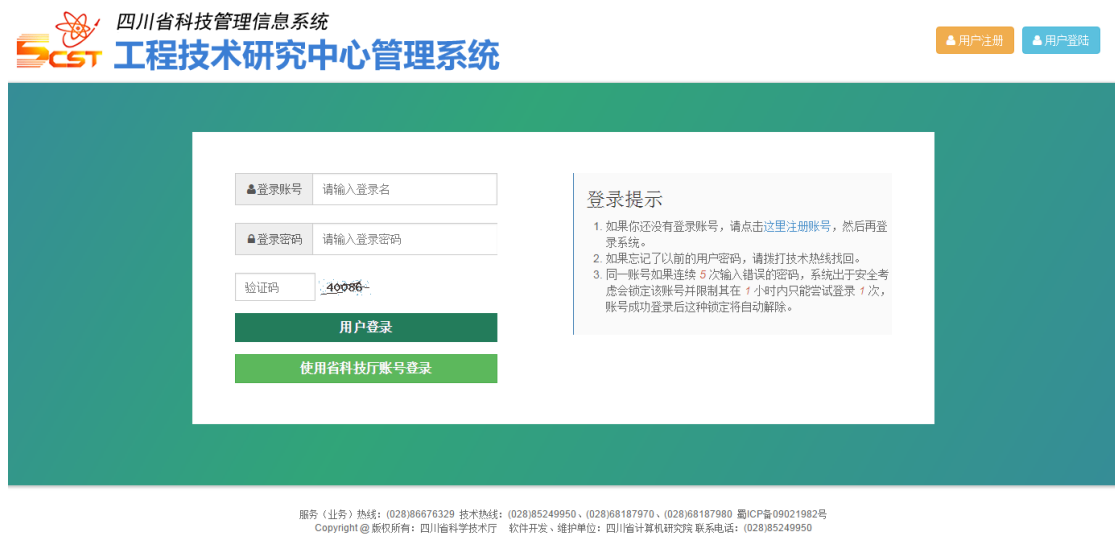 四川省科技管理信息系统
SCST 工程技术研究中心管理系统
用户注册 用户登陆
登录账号 请输入登录名
登录密码 请输入登录密码
验证码 40086
用户登录
使用省科技厅账号登录
登录提示
1. 如果你还没有登录账号，请点击这里注册账号，然后再登
录系统。
2. 如果忘记了以前的用户密码，请拨打技术热线找回。
3. 同一账号如果连续 5 次输入错误的密码，系统出于安全考
虑会锁定该账号并限制其在 1 小时内只能尝试登录 1 次，
账号成功登录后这种锁定将自动解除。
服务（业务）热线：(028)86676329 技术热线：(028)85249950、(028)68187970、(028)68187980 蜀ICP备09021982号
Copyright @ 版权所有：四川省科学技术厅 软件开发、维护单位：四川省计算机研究院 联系电话：(028)85249950